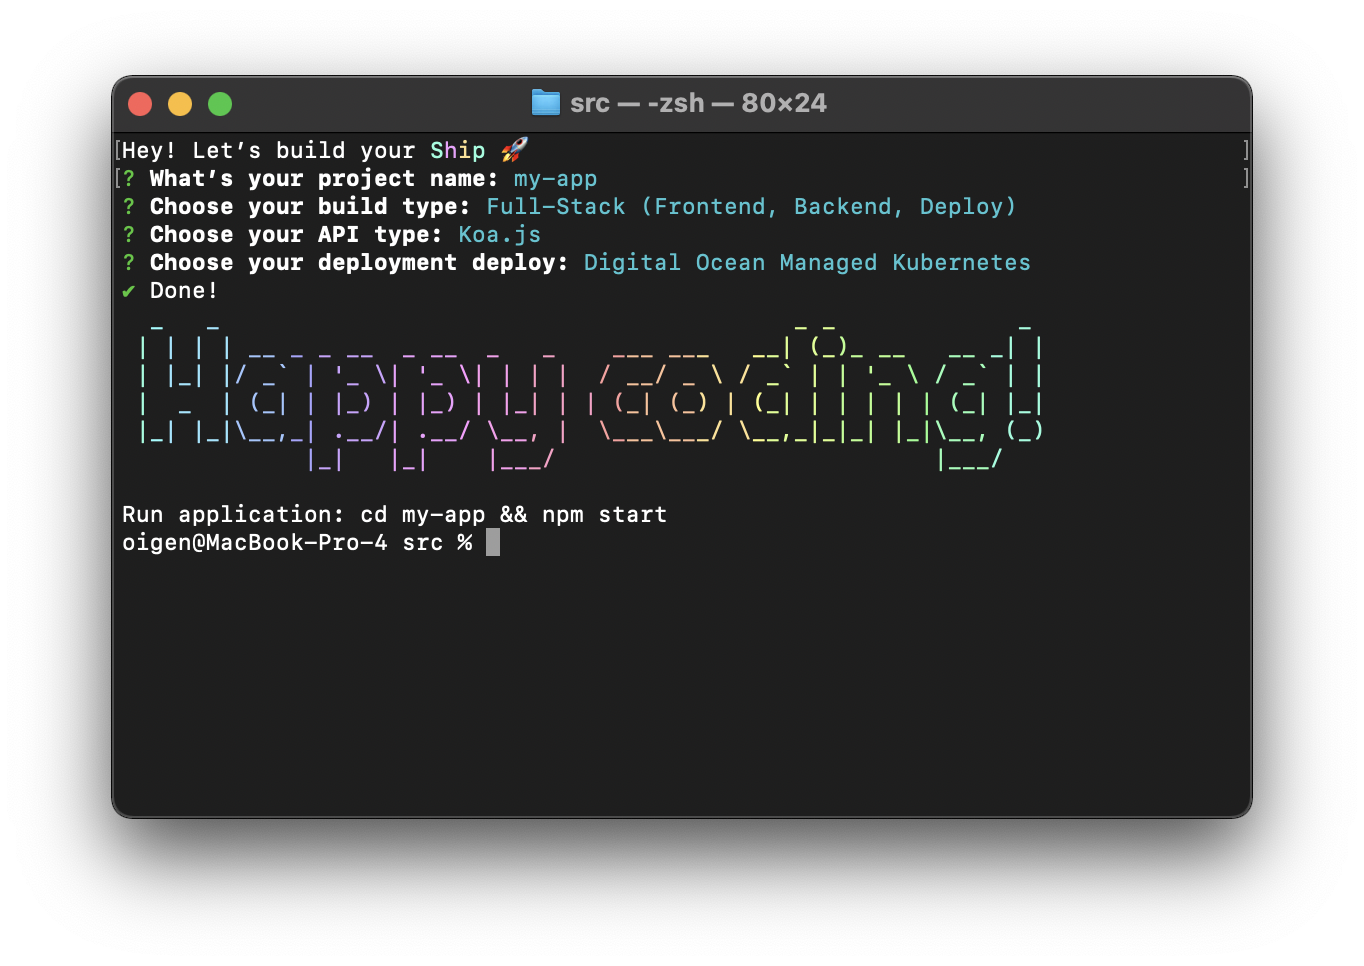 src — -zsh — 80×24
Hey! Let’s build your Ship 🚀
? What’s your project name: my-app
? Choose your build type: Full-Stack (Frontend, Backend, Deploy)
? Choose your API type: Koa.js
? Choose your deployment deploy: Digital Ocean Managed Kubernetes
✔ Done!
Happy coding!
Run application: cd my-app && npm start
oigen@MacBook-Pro-4 src %